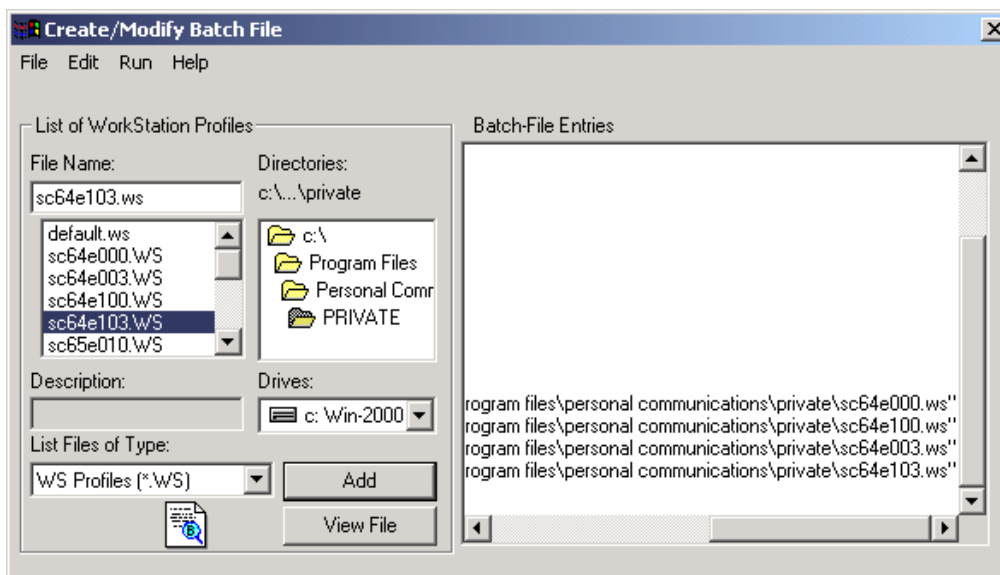 Create/Modify Batch File
File Edit Run Help
List of WorkStation Profiles
File Name:
sc64e103.ws
default.ws
sc64e000.WS
sc64e003.WS
sc64e100.WS
sc64e103.WS
sc65e010.WS
Directories:
c:\...\private
c:\
Program Files
Personal Comr
PRIVATE
Description:
Drives:
c: Win-2000
List Files of Type:
WS Profiles (*.WS)
Add
View File
Batch-File Entries
rogram files\personal communications\private\sc64e000.ws"
rogram files\personal communications\private\sc64e100.ws"
rogram files\personal communications\private\sc64e003.ws"
rogram files\personal communications\private\sc64e103.ws"